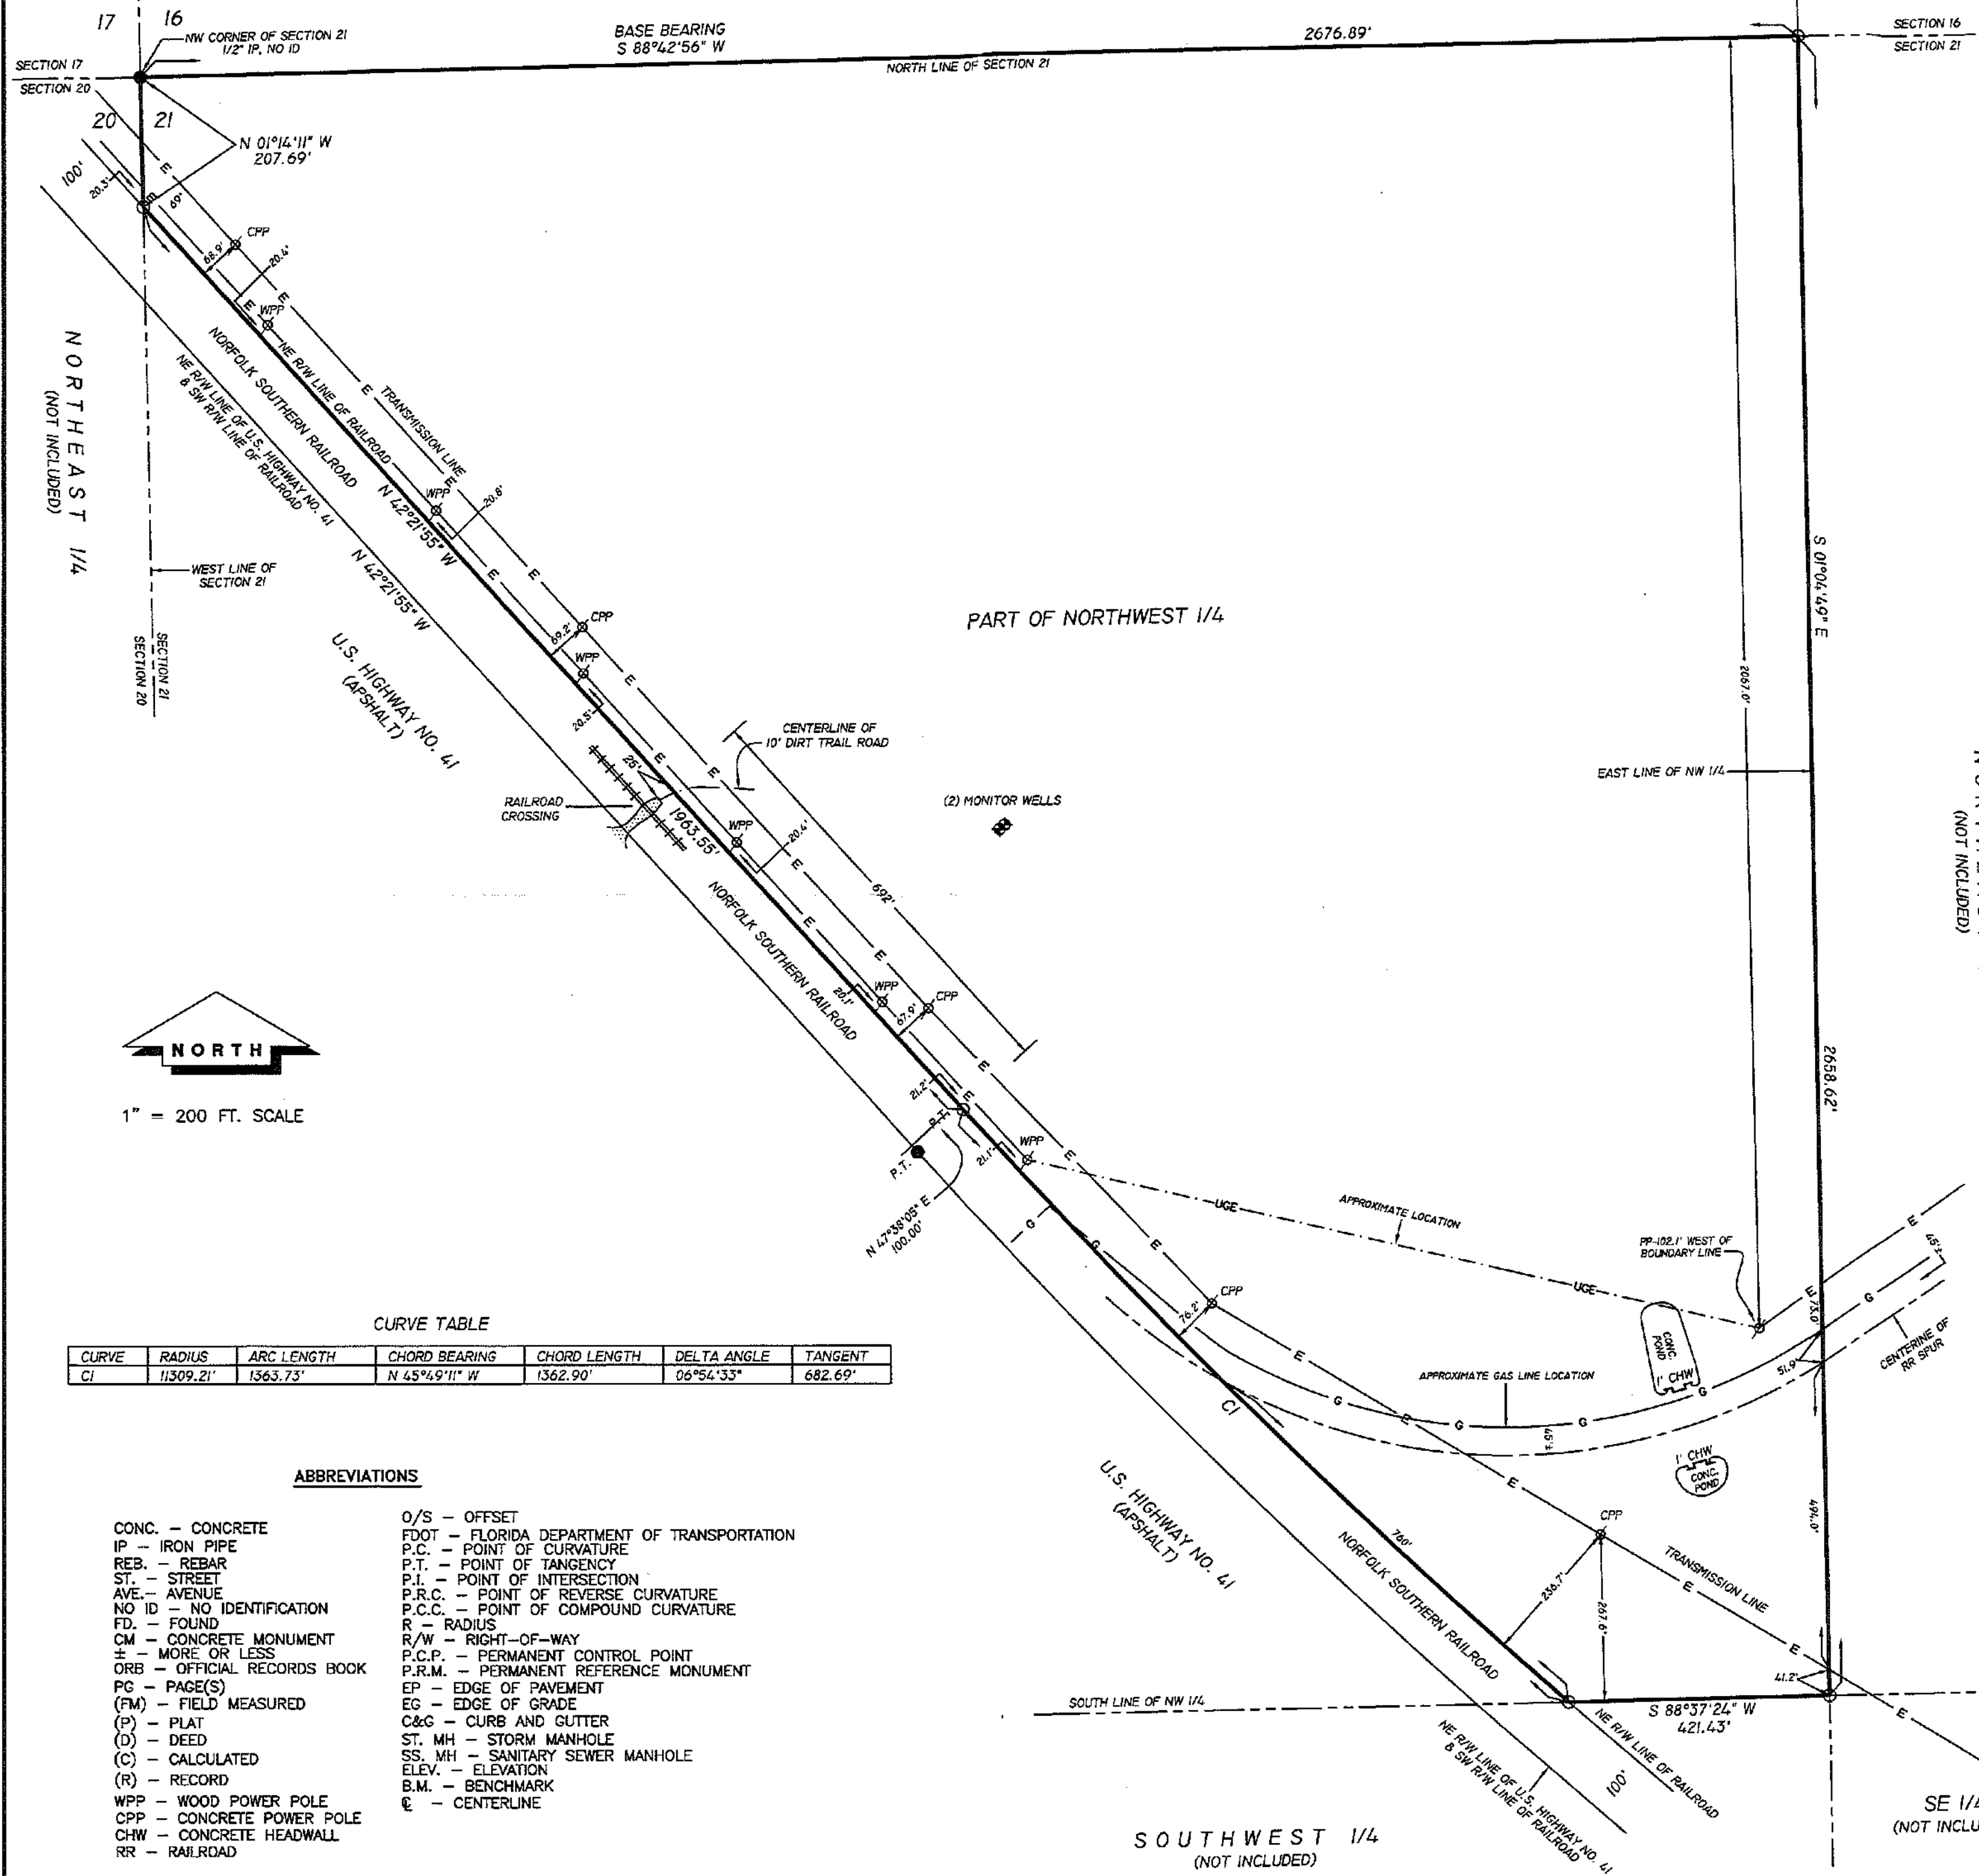 17
16
NW CORNER OF SECTION 21
1/2" IP, NO ID
BASE BEARING
S 88°42'56" W
2676.89'
SECTION 16
SECTION 21
SECTION 17
SECTION 20
NORTH LINE OF SECTION 21
20
21
N 01°14'11" W
207.69'
100'
20.3'
69'
E
CPP
68.9'
20.4'
E
WPP
E
E
NORTHEAST 1/4
(NOT INCLUDED)
NORFOLK SOUTHERN RAILROAD
NE R/W LINE OF RAILROAD
TRANSMISSION LINE
NE R/W LINE OF U.S. HIGHWAY NO. 41
& SW R/W LINE OF RAILROAD
N 42°21'55" W
WPP
20.8'
E
E
N 42°21'55" W
WEST LINE OF
SECTION 21
SECTION 21
SECTION 20
S 01°04'49" E
PART OF NORTHWEST 1/4
CPP
69.2'
WPP
20.5'
U.S. HIGHWAY NO. 41
(APSHALT)
2067.0'
CENTERLINE OF
10' DIRT TRAIL ROAD
25'
EAST LINE OF NW 1/4
RAILROAD
CROSSING
1963.55'
(2) MONITOR WELLS
WPP
20.4'
(NOT INCLUDED)
692'
NORFOLK SOUTHERN RAILROAD
WPP
20.1'
CPP
67.9'
NORTH
1" = 200 FT. SCALE
2658.62'
21.2'
P.T.
P.T.
WPP
21.1'
N 47°38'05" E
100.00'
UGE
APPROXIMATE LOCATION
PP-102.1' WEST OF
BOUNDARY LINE
UGE
45'±
G
G
CPP
76.2'
E
73.0'
G
CONC.
POND
1' CHW
51.9'
CENTERINE OF
RR SPUR
CURVE TABLE
CURVE RADIUS ARC LENGTH CHORD BEARING CHORD LENGTH DELTA ANGLE TANGENT
C1 11309.21' 1363.73' N 45°49'11" W 1362.90' 06°54'33" 682.69'
APPROXIMATE GAS LINE LOCATION
G
C1
G
E
G
G
45'±
1' CHW
CONC.
POND
U.S. HIGHWAY NO. 41
(APSHALT)
E
494.0'
CPP
760'
NORFOLK SOUTHERN RAILROAD
236.7'
267.6'
TRANSMISSION LINE
E
E
41.2'
SOUTH LINE OF NW 1/4
S 88°37'24" W
421.43'
E
NE R/W LINE OF RAILROAD
NE R/W LINE OF U.S. HIGHWAY NO. 41
& SW R/W LINE OF RAILROAD
100'
SOUTHWEST 1/4
(NOT INCLUDED)
SE 1/4
(NOT INCLU
ABBREVIATIONS
CONC. – CONCRETE
IP – IRON PIPE
REB. – REBAR
ST. – STREET
AVE.– AVENUE
NO ID – NO IDENTIFICATION
FD. – FOUND
CM – CONCRETE MONUMENT
± – MORE OR LESS
ORB – OFFICIAL RECORDS BOOK
PG – PAGE(S)
(FM) – FIELD MEASURED
(P) – PLAT
(D) – DEED
(C) – CALCULATED
(R) – RECORD
WPP – WOOD POWER POLE
CPP – CONCRETE POWER POLE
CHW – CONCRETE HEADWALL
RR – RAILROAD
O/S – OFFSET
FDOT – FLORIDA DEPARTMENT OF TRANSPORTATION
P.C. – POINT OF CURVATURE
P.T. – POINT OF TANGENCY
P.I. – POINT OF INTERSECTION
P.R.C. – POINT OF REVERSE CURVATURE
P.C.C. – POINT OF COMPOUND CURVATURE
R – RADIUS
R/W – RIGHT–OF–WAY
P.C.P. – PERMANENT CONTROL POINT
P.R.M. – PERMANENT REFERENCE MONUMENT
EP – EDGE OF PAVEMENT
EG – EDGE OF GRADE
C&G – CURB AND GUTTER
ST. MH – STORM MANHOLE
SS. MH – SANITARY SEWER MANHOLE
ELEV. – ELEVATION
B.M. – BENCHMARK
℄ – CENTERLINE